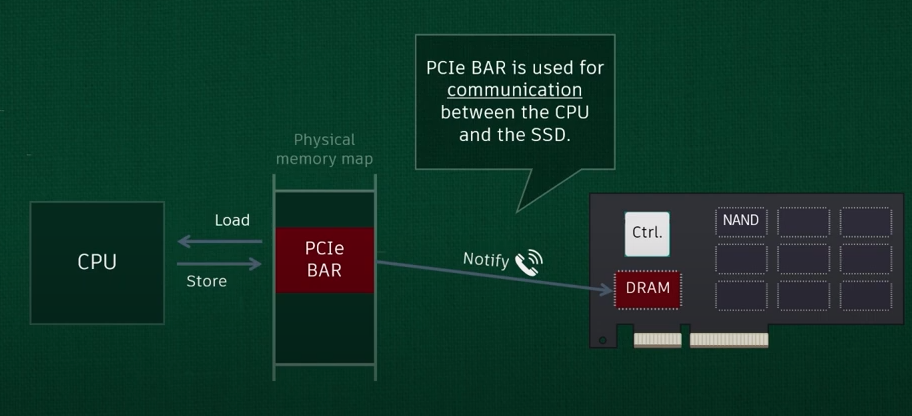 PCIe BAR is used for
communication
between the CPU
and the SSD.
Physical
memory map
Load
CPU
Store
PCIe
BAR
Notify
Ctrl.
NAND
DRAM